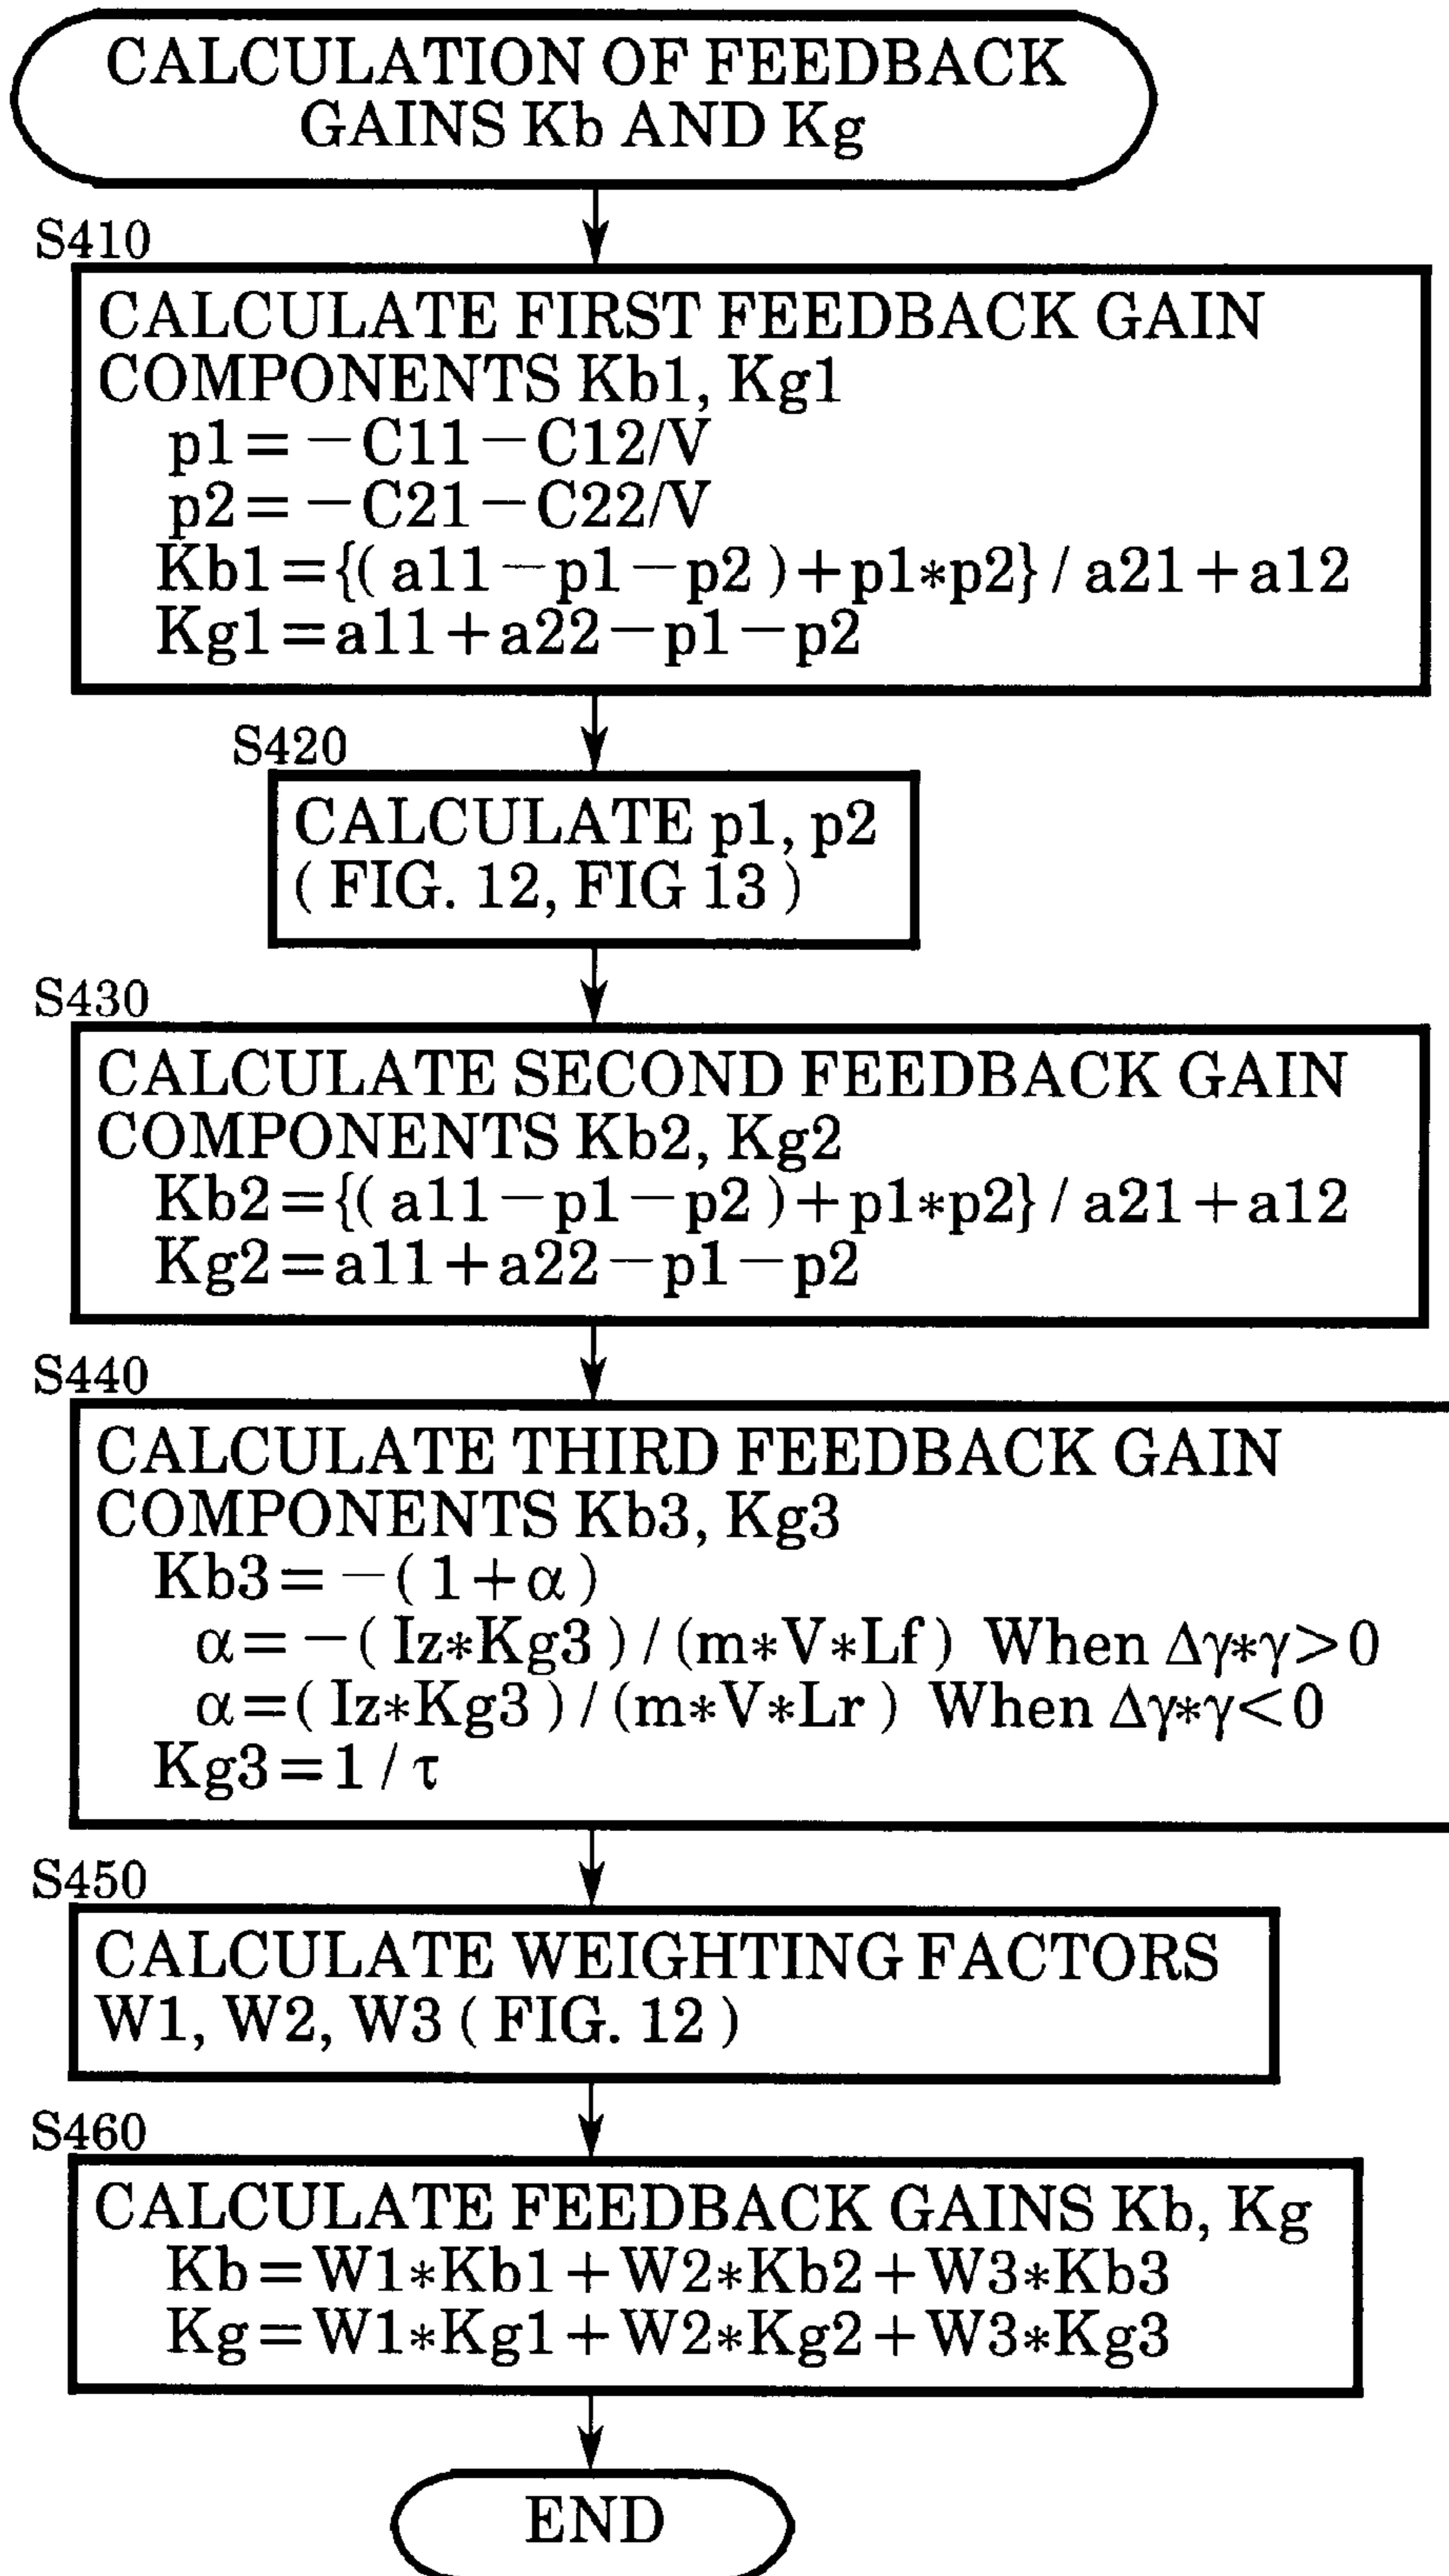 CALCULATION OF FEEDBACK
GAINS Kb AND Kg
S410
CALCULATE FIRST FEEDBACK GAIN
COMPONENTS Kb1, Kg1
p1=-C11-C12/V
p2=-C21-C22/V
Kb1={(a11-p1-p2)+p1*p2}/a21+a12
Kg1=a11+a22-p1-p2
S420
CALCULATE p1, p2
(FIG. 12, FIG 13)
S430
CALCULATE SECOND FEEDBACK GAIN
COMPONENTS Kb2, Kg2
Kb2={(a11-p1-p2)+p1*p2}/a21+a12
Kg2=a11+a22-p1-p2
S440
CALCULATE THIRD FEEDBACK GAIN
COMPONENTS Kb3, Kg3
Kb3=-(1+α)
α=-(Iz*Kg3)/(m*V*Lf) When Δγ*γ>0
α=(Iz*Kg3)/(m*V*Lr) When Δγ*γ<0
Kg3=1/τ
S450
CALCULATE WEIGHTING FACTORS
W1, W2, W3 (FIG. 12)
S460
CALCULATE FEEDBACK GAINS Kb, Kg
Kb=W1*Kb1+W2*Kb2+W3*Kb3
Kg=W1*Kg1+W2*Kg2+W3*Kg3
END